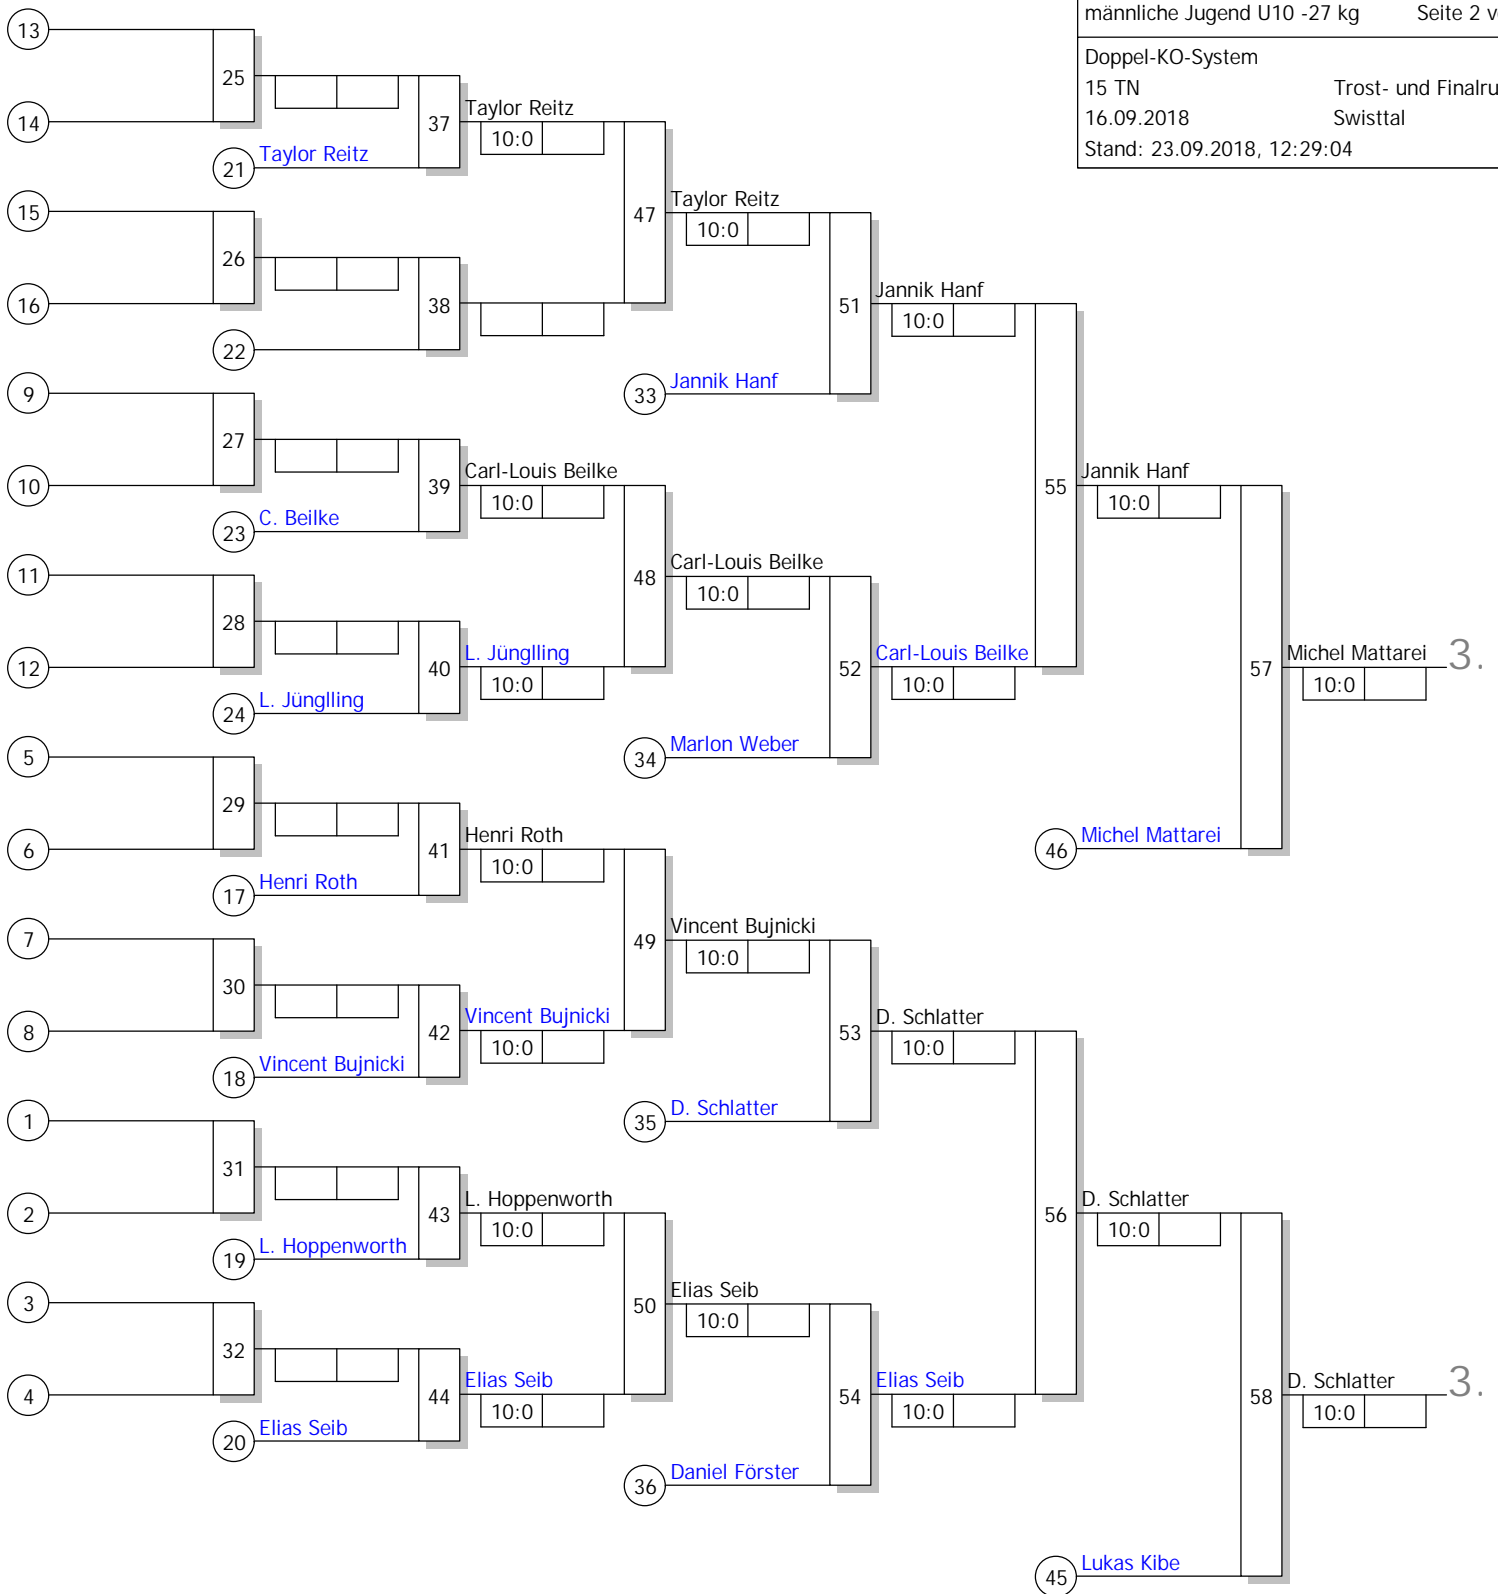 männliche Jugend U10 -27 kg Seite 2 v
Doppel-KO-System
15 TN Trost- und Finalru
16.09.2018 Swisttal
Stand: 23.09.2018, 12:29:04
13
25
14
37
Taylor Reitz
10:0
21
Taylor Reitz
15
47
Taylor Reitz
10:0
26
16
38
22
51
Jannik Hanf
10:0
33
Jannik Hanf
9
27
10
39
Carl-Louis Beilke
10:0
23
C. Beilke
55
Jannik Hanf
10:0
11
48
Carl-Louis Beilke
10:0
28
12
40
L. Jünglling
10:0
24
L. Jünglling
52
Carl-Louis Beilke
10:0
34
Marlon Weber
57
Michel Mattarei
3.
10:0
5
29
6
41
Henri Roth
10:0
17
Henri Roth
46
Michel Mattarei
7
49
Vincent Bujnicki
10:0
30
8
42
Vincent Bujnicki
10:0
18
Vincent Bujnicki
53
D. Schlatter
10:0
35
D. Schlatter
1
31
2
43
L. Hoppenworth
10:0
19
L. Hoppenworth
56
D. Schlatter
10:0
3
50
Elias Seib
10:0
32
4
44
Elias Seib
10:0
20
Elias Seib
54
Elias Seib
10:0
36
Daniel Förster
58
D. Schlatter
3.
10:0
45
Lukas Kibe